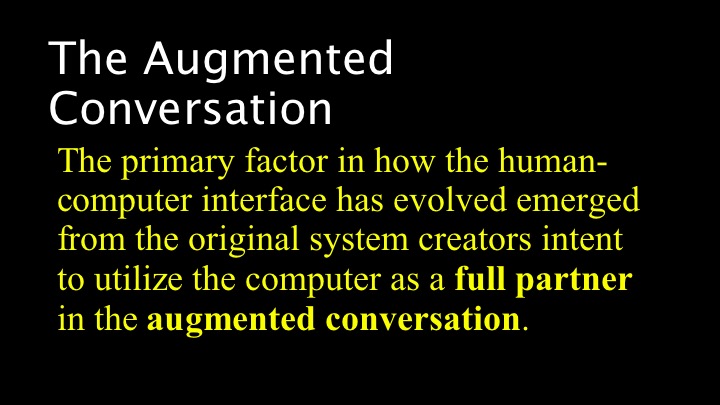 The Augmented
Conversation
The primary factor in how the human-
computer interface has evolved emerged
from the original system creators intent
to utilize the computer as a full partner
in the augmented conversation.